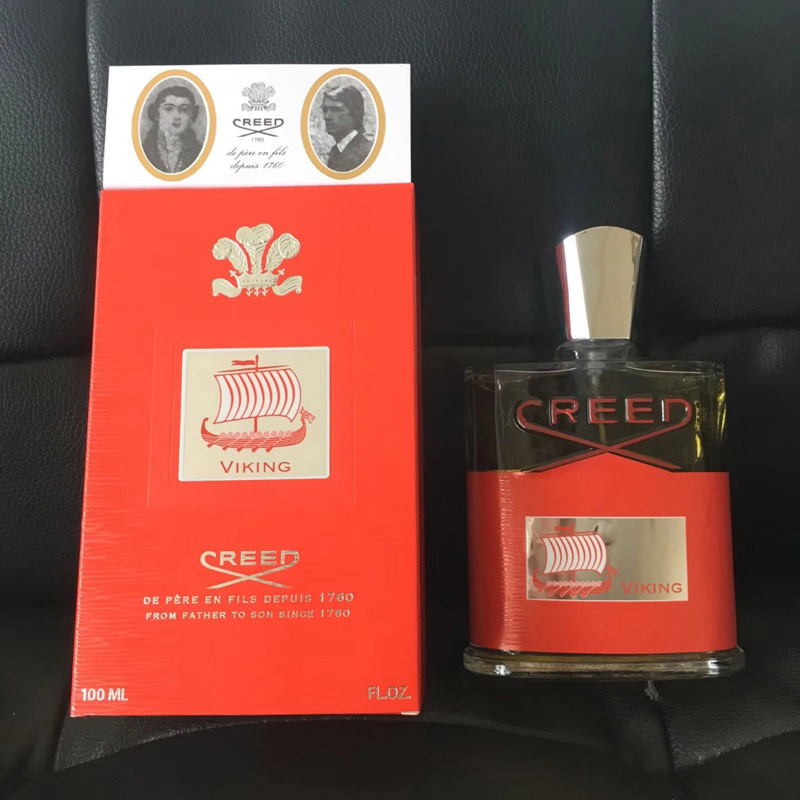 CREED
1760
de père en fils
depuis 1760
VIKING
CREED
DE PÈRE EN FILS DEPUIS 1760
FROM FATHER TO SON SINCE 1760
100 ML
FL.OZ.
CREED
VIKING